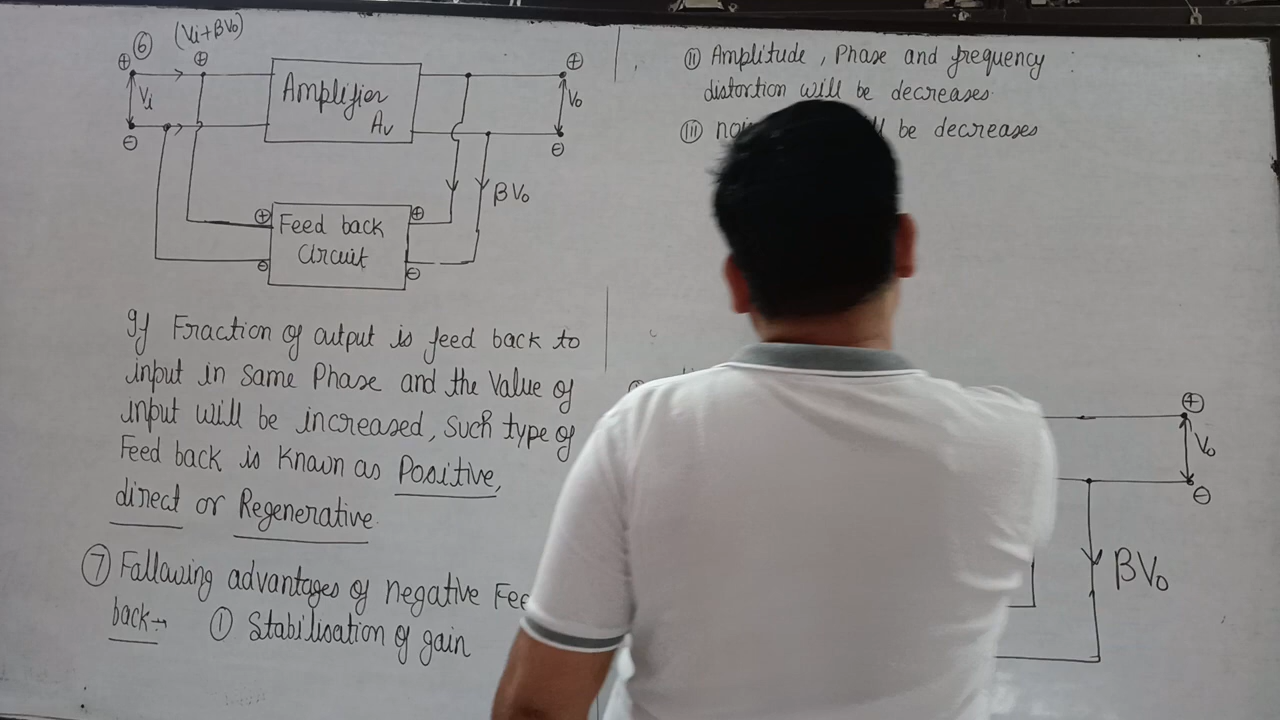 ⑥ (Vi+βVo)
⊕ ⊕ ⊕
Vi
Amplifier
Av
Vo
⊖ ⊖
βVo
⊕ ⊕
Feed back
Circuit
⊖ ⊖
If Fraction of output is feed back to
input in same Phase and the Value of
input will be increased, such type of
Feed back is known as Positive,
direct or Regenerative.
⑦ Fallawing advantages of negative Fee
back→ ① Stabilisation of gain
⑪ Amplitude, Phase and frequency
distortion will be decreases.
⑪⑪ be decreases
⊕
Vo
⊖
βVo